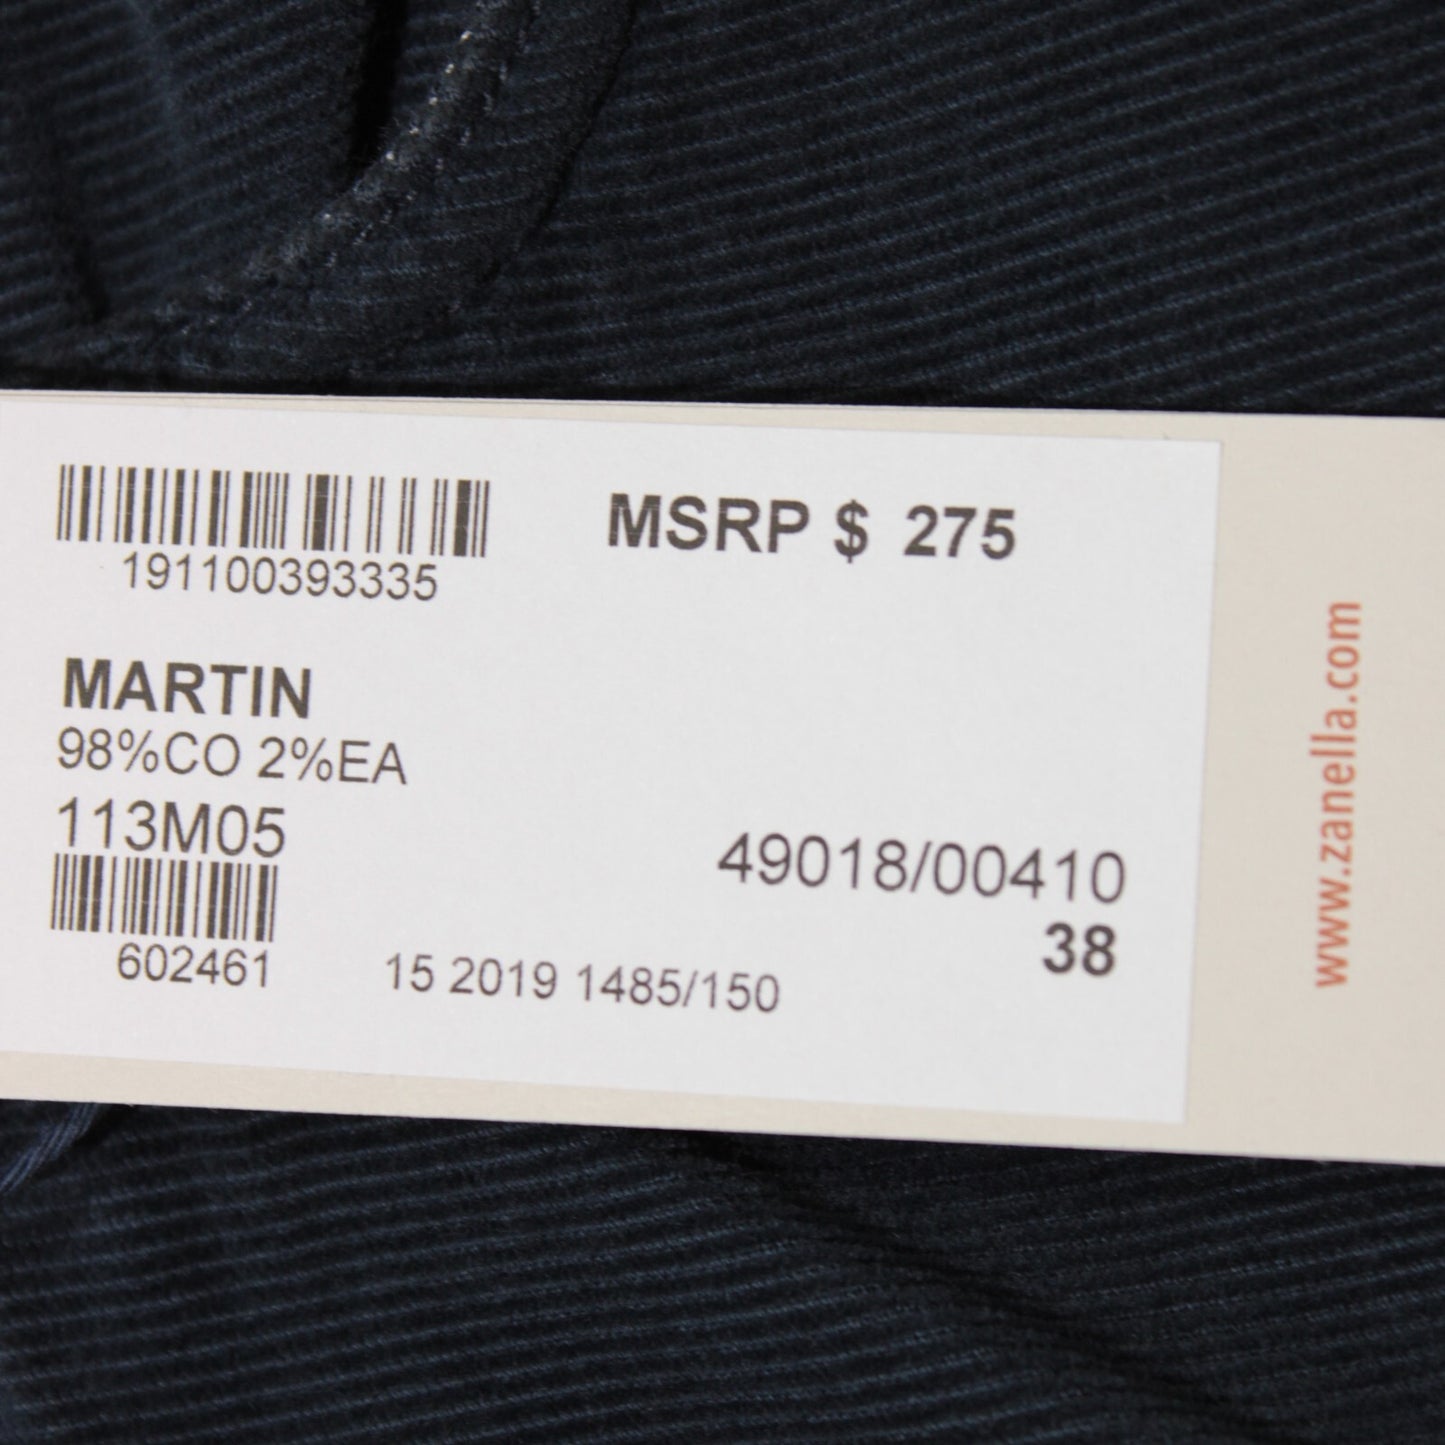 MSRP $ 275
191100393335
MARTIN
98%CO 2%EA
113M05
49018/00410
38
602461
15 2019 1485/150
www.zanella.com